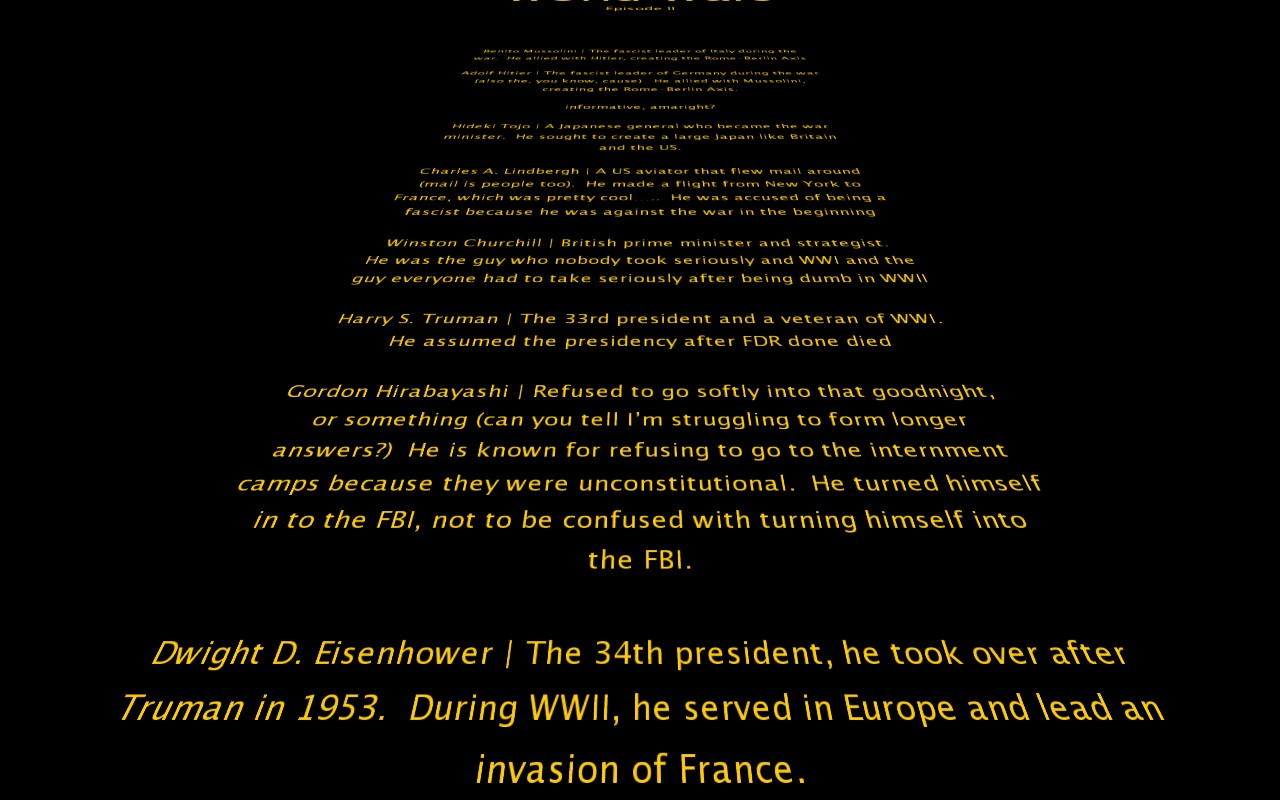 Episode II
Benito Mussolini | The fascist leader of Italy during the
war.  He allied with Hitler, creating the Rome-Berlin Axis
Adolf Hitler | The fascist leader of Germany during the war
(also the, you know, cause).  He allied with Mussolini,
creating the Rome-Berlin Axis.
informative, amaright?
Hideki Tojo | A Japanese general who became the war
minister.  He sought to create a large Japan like Britain
and the US.
Charles A. Lindbergh | A US aviator that flew mail around
(mail is people too).  He made a flight from New York to
France, which was pretty cool.....  He was accused of being a
fascist because he was against the war in the beginning
Winston Churchill | British prime minister and strategist.
He was the guy who nobody took seriously and WWI and the
guy everyone had to take seriously after being dumb in WWII
Harry S. Truman | The 33rd president and a veteran of WWI.
He assumed the presidency after FDR done died
Gordon Hirabayashi | Refused to go softly into that goodnight,
or something (can you tell I'm struggling to form longer
answers?)  He is known for refusing to go to the internment
camps because they were unconstitutional.  He turned himself
in to the FBI, not to be confused with turning himself into
the FBI.
Dwight D. Eisenhower | The 34th president, he took over after
Truman in 1953.  During WWII, he served in Europe and lead an
invasion of France.